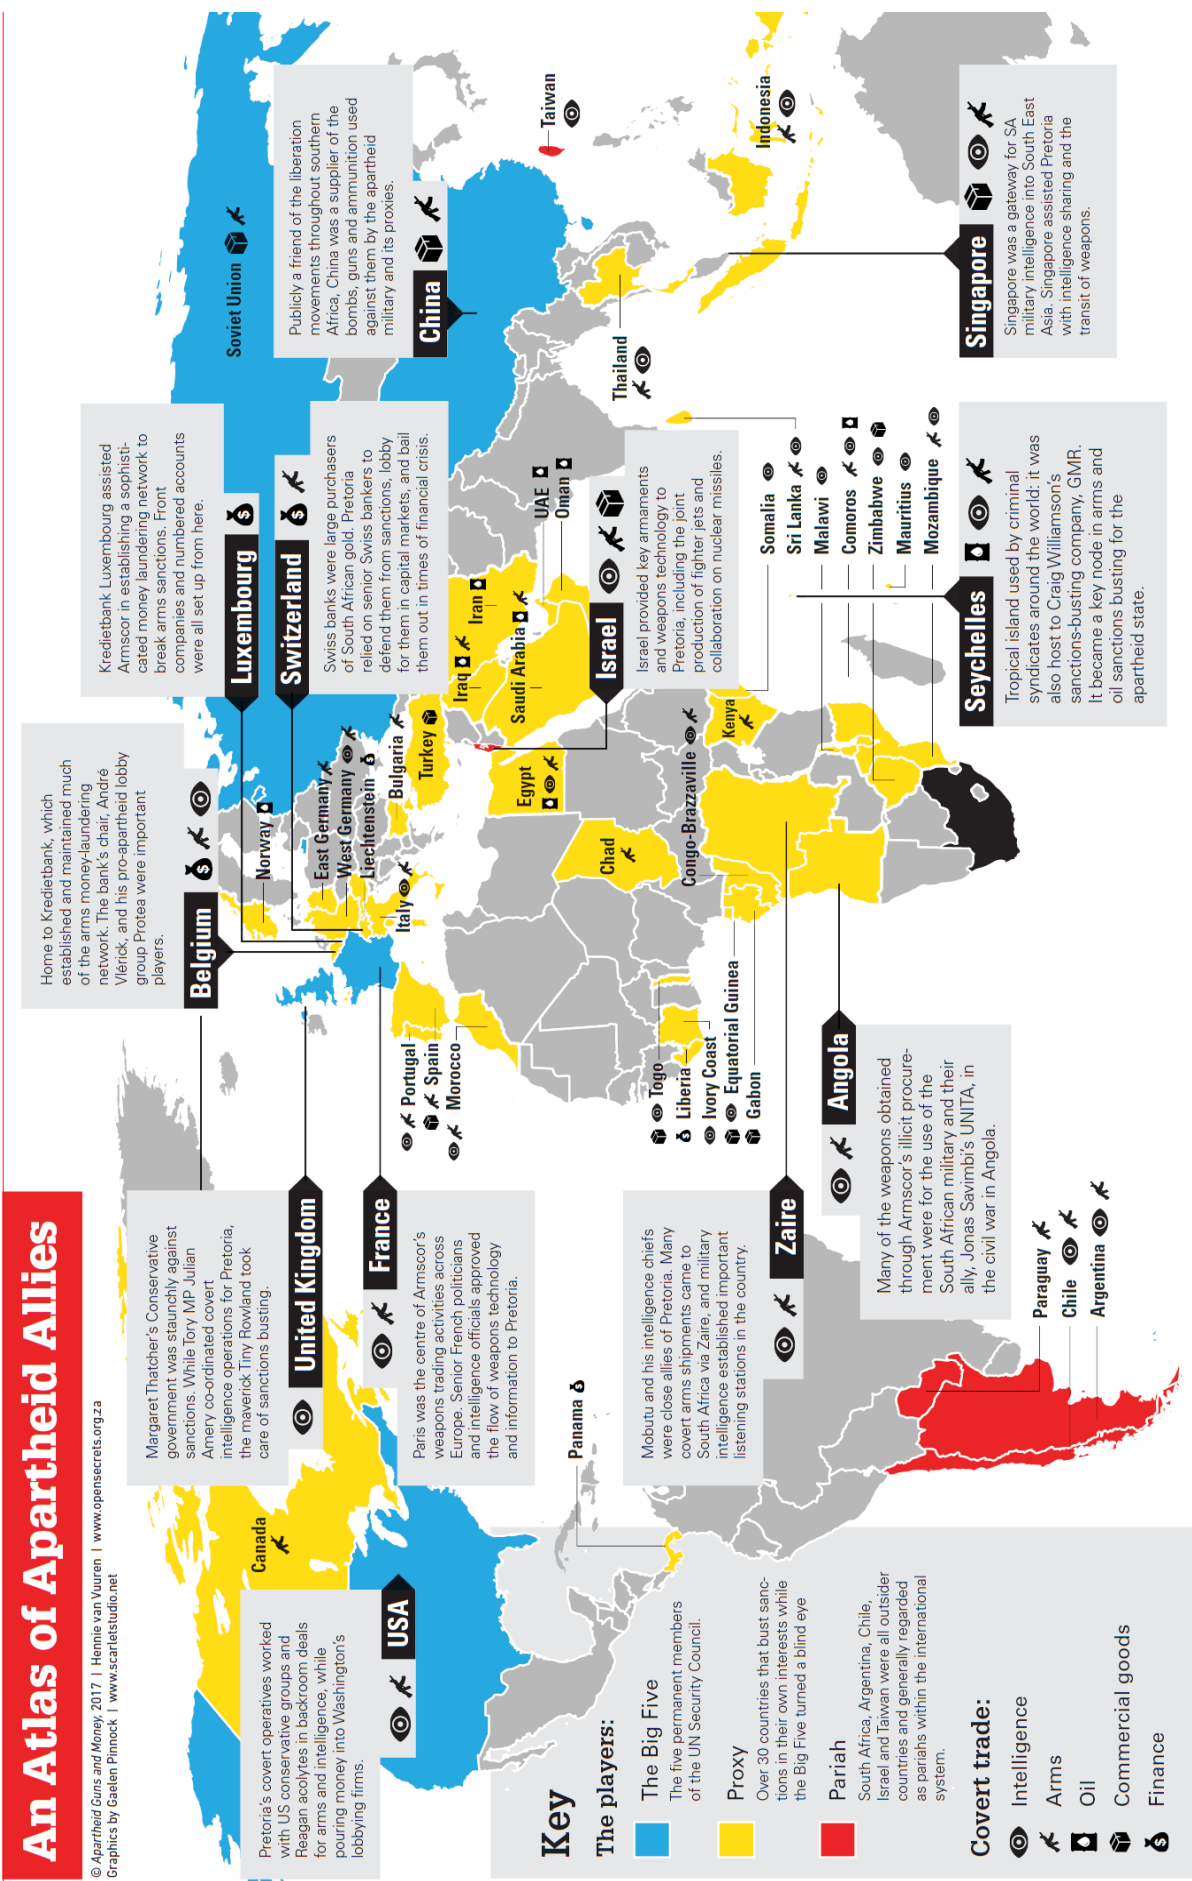 An Atlas of Apartheid Allies
© Apartheid Guns and Money, 2017 | Hennie van Vuuren | www.opensecrets.org.za
Graphics by Gaelen Pinnock | www.scarletstudio.net
Pretoria's covert operatives worked
with US conservative groups and
Reagan acolytes in backroom deals
for arms and intelligence, while
pouring money into Washington's
lobbying firms.
USA
Canada
Margaret Thatcher's Conservative
government was staunchly against
sanctions. While Tory MP Julian
Amery co-ordinated covert
intelligence operations for Pretoria,
the maverick Tiny Rowland took
care of sanctions busting.
United Kingdom
France
Paris was the centre of Armscor's
weapons trading activities across
Europe. Senior French politicians
and intelligence officials approved
the flow of weapons technology
and information to Pretoria.
Home to Kredietbank, which
established and maintained much
of the arms money-laundering
network. The bank's chair, André
Vlérick, and his pro-apartheid lobby
group Protea were important
players.
Belgium
Kredietbank Luxembourg assisted
Armscor in establishing a sophisti-
cated money laundering network to
break arms sanctions. Front
companies and numbered accounts
were all set up from here.
Luxembourg
Switzerland
Swiss banks were large purchasers
of South African gold. Pretoria
relied on senior Swiss bankers to
defend them from sanctions, lobby
for them in capital markets, and bail
them out in times of financial crisis.
Soviet Union
Publicly a friend of the liberation
movements throughout southern
Africa, China was a supplier of the
bombs, guns and ammunition used
against them by the apartheid
military and its proxies.
China
Taiwan
Norway
East Germany
West Germany
Liechtenstein
Bulgaria
Italy
Turkey
Portugal
Spain
Morocco
Iraq
Iran
Saudi Arabia
UAE
Oman
Israel
Israel provided key armaments
and weapons technology to
Pretoria, including the joint
production of fighter jets and
collaboration on nuclear missiles.
Thailand
Indonesia
Singapore
Singapore was a gateway for SA
military intelligence into South East
Asia. Singapore assisted Pretoria
with intelligence sharing and the
transit of weapons.
Egypt
Chad
Congo-Brazzaville
Kenya
Somalia
Sri Lanka
Malawi
Comoros
Zimbabwe
Mauritius
Mozambique
Seychelles
Tropical island used by criminal
syndicates around the world: it was
also host to Craig Williamson's
sanctions-busting company, GMR.
It became a key node in arms and
oil sanctions busting for the
apartheid state.
Togo
Liberia
Ivory Coast
Equatorial Guinea
Gabon
Panama
Mobutu and his intelligence chiefs
were close allies of Pretoria. Many
covert arms shipments came to
South Africa via Zaire, and military
intelligence established important
listening stations in the country.
Zaire
Angola
Many of the weapons obtained
through Armscor's illicit procure-
ment were for the use of the
South African military and their
ally, Jonas Savimbi's UNITA, in
the civil war in Angola.
Paraguay
Chile
Argentina
Key
The players:
The Big Five
The five permanent members
of the UN Security Council.
Proxy
Over 30 countries that bust sanc-
tions in their own interests while
the Big Five turned a blind eye
Pariah
South Africa, Argentina, Chile,
Israel and Taiwan were all outsider
countries and generally regarded
as pariahs within the international
system.
Covert trade:
Intelligence
Arms
Oil
Commercial goods
Finance